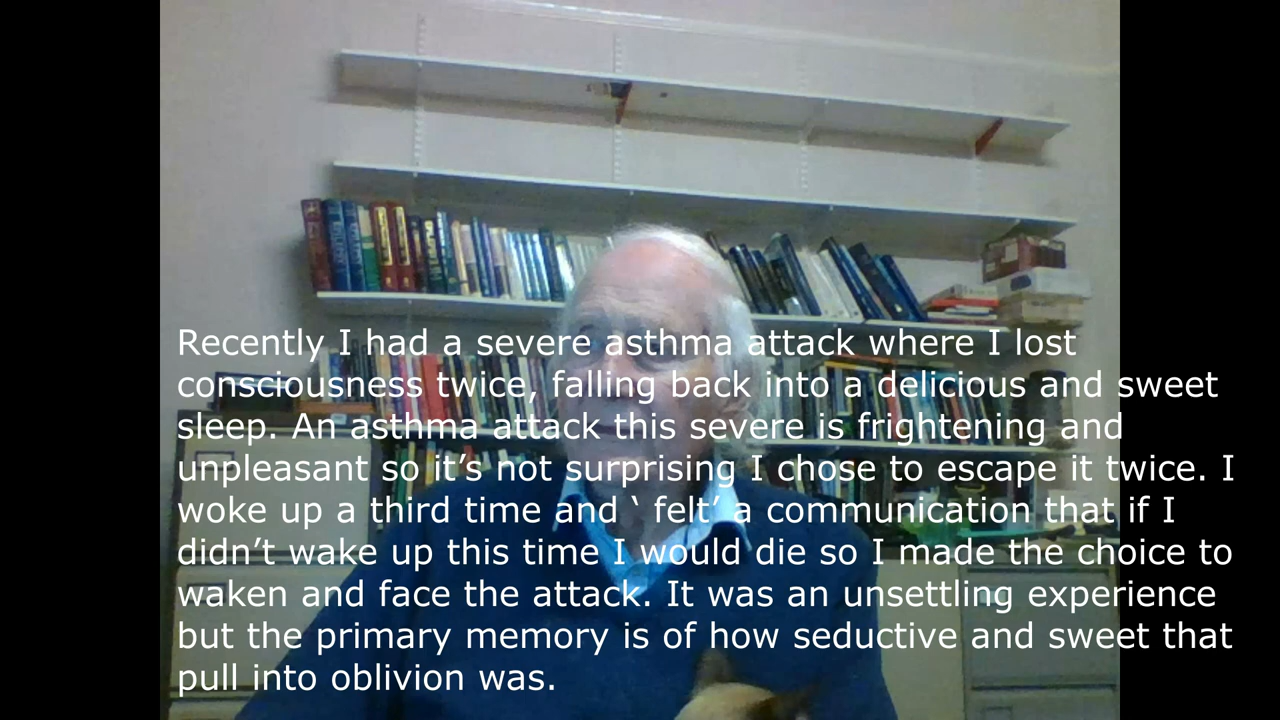 Recently I had a severe asthma attack where I lost
consciousness twice, falling back into a delicious and sweet
sleep. An asthma attack this severe is frightening and
unpleasant so it’s not surprising I chose to escape it twice. I
woke up a third time and ‘ felt’ a communication that if I
didn’t wake up this time I would die so I made the choice to
waken and face the attack. It was an unsettling experience
but the primary memory is of how seductive and sweet that
pull into oblivion was.